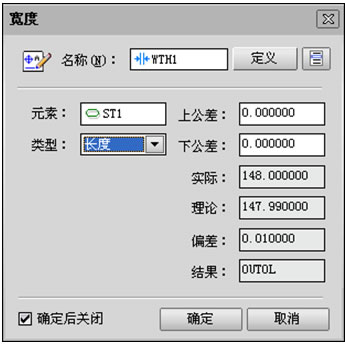 宽度
名称(N)： WTH1 定义
元素： ST1 上公差： 0.000000
类型： 长度 下公差： 0.000000
实际： 148.000000
理论： 147.990000
偏差： 0.010000
结果： OUTOL
确定后关闭 确定 取消